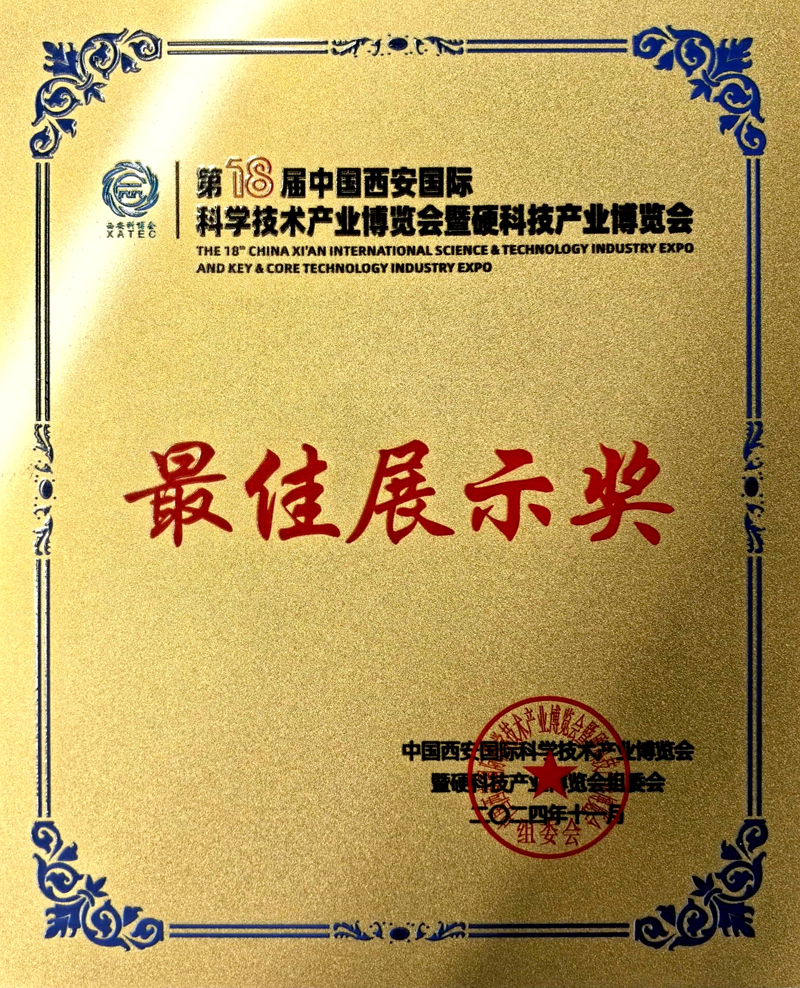 西安科博会
XATEC
第18届中国西安国际
科学技术产业博览会暨硬科技产业博览会
THE 18th CHINA XI'AN INTERNATIONAL SCIENCE & TECHNOLOGY INDUSTRY EXPO
AND KEY & CORE TECHNOLOGY INDUSTRY EXPO
最佳展示奖
中国西安国际科学技术产业博览会
暨硬科技产业博览会组委会
二〇二四年十一月
组委会